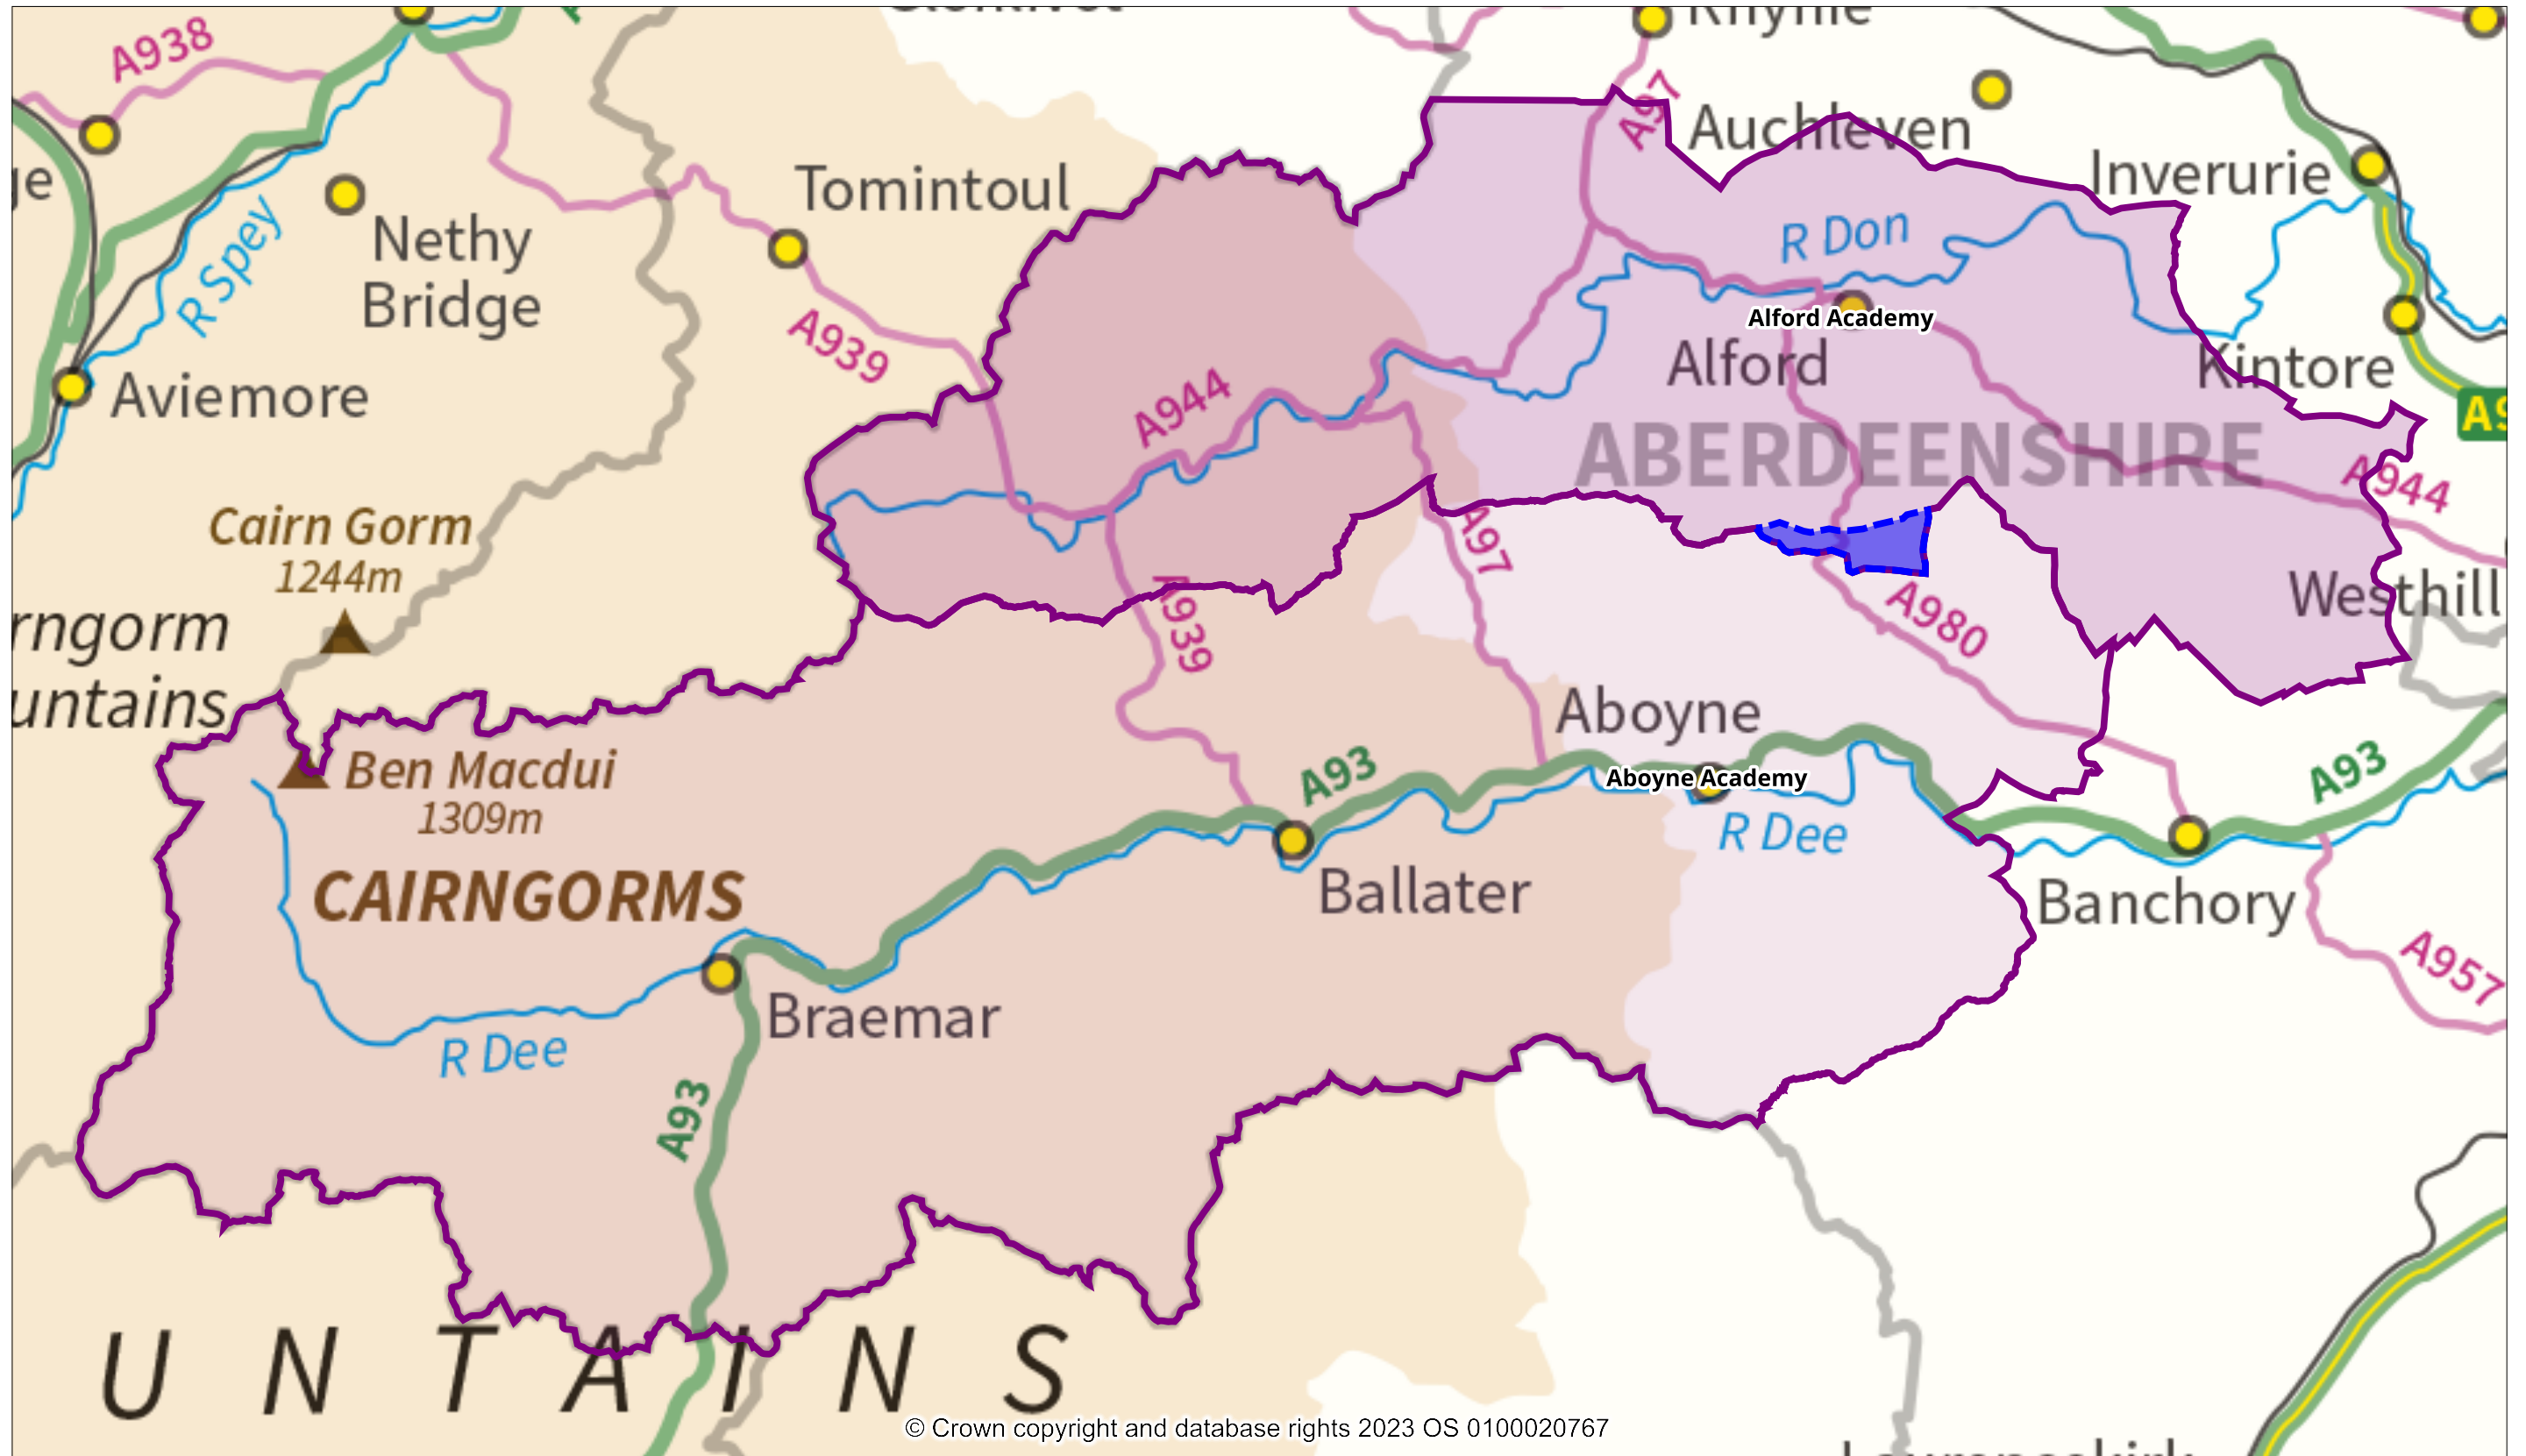 Rhynie
A938
A97
Auchleven
Inverurie
ge
Nethy
Bridge
Tomintoul
R Spey
R Don
A939
Alford Academy
Alford
Kintore
Aviemore
A944
ABERDEENSHIRE
A944
Cairn Gorm
1244m
A97
A939
A980
Westhill
rngorm
untains
Aboyne
Ben Macdui
1309m
A93
Aboyne Academy
A93
R Dee
CAIRNGORMS
Ballater
Banchory
A957
Braemar
R Dee
A93
U N T A I N S
© Crown copyright and database rights 2023 OS 0100020767